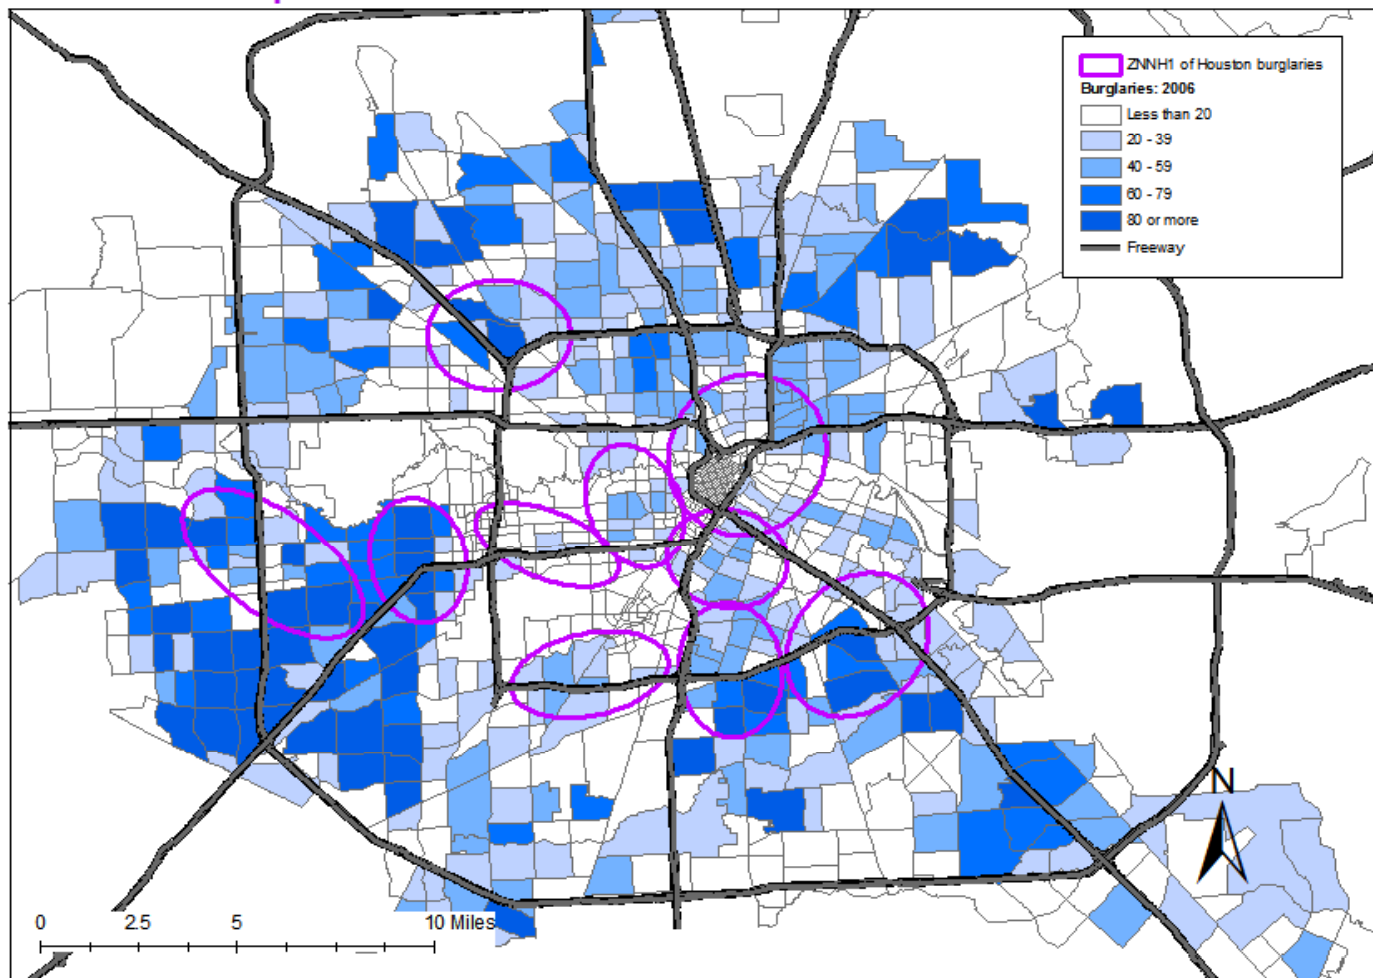 ZNNH1 of Houston burglaries
Burglaries: 2006
Less than 20
20 - 39
40 - 59
60 - 79
80 or more
Freeway
N
0 2.5 5 10 Miles